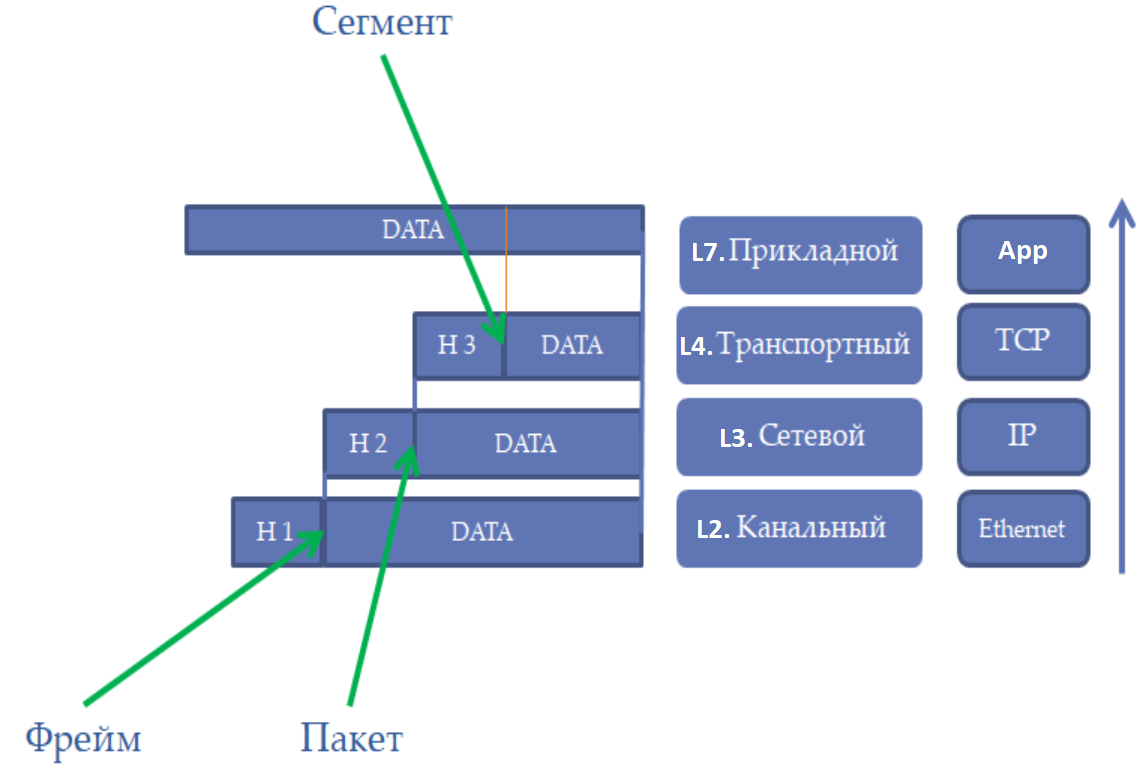 Сегмент
DATA
L7. Прикладной
App
H 3
DATA
L4. Транспортный
TCP
H 2
DATA
L3. Сетевой
IP
H 1
DATA
L2. Канальный
Ethernet
Фрейм
Пакет